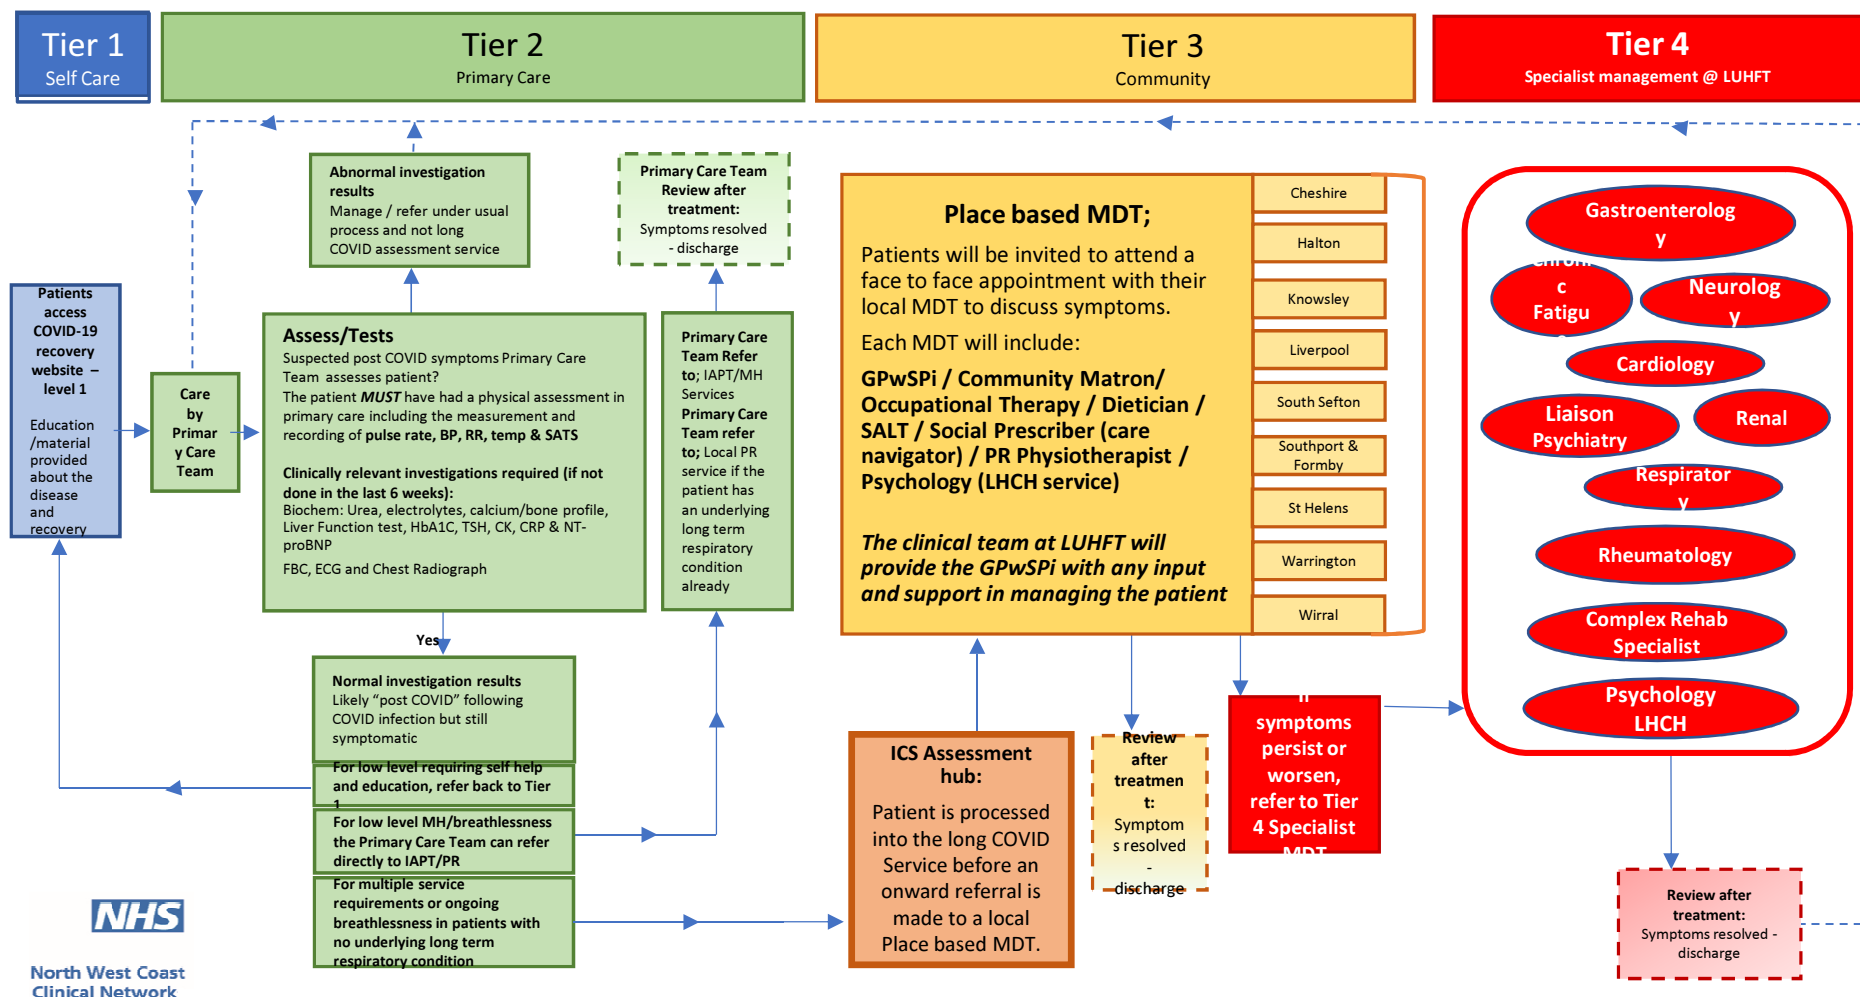 Tier 1
Self Care
Tier 2
Primary Care
Tier 3
Community
Tier 4
Specialist management @ LUHFT
Patients
access
COVID-19
recovery
website –
level 1
Education
/material
provided
about the
disease
and
recovery
Care
by
Primar
y Care
Team
Abnormal investigation
results
Manage / refer under usual
process and not long
COVID assessment service
Assess/Tests
Suspected post COVID symptoms Primary Care
Team assesses patient?
The patient MUST have had a physical assessment in
primary care including the measurement and
recording of pulse rate, BP, RR, temp & SATS
Clinically relevant investigations required (if not
done in the last 6 weeks):
Biochem: Urea, electrolytes, calcium/bone profile,
Liver Function test, HbA1C, TSH, CK, CRP & NT-
proBNP
FBC, ECG and Chest Radiograph
Yes
Normal investigation results
Likely “post COVID” following
COVID infection but still
symptomatic
For low level requiring self help
and education, refer back to Tier
1
For low level MH/breathlessness
the Primary Care Team can refer
directly to IAPT/PR
For multiple service
requirements or ongoing
breathlessness in patients with
no underlying long term
respiratory condition
Primary Care Team
Review after
treatment:
Symptoms resolved
- discharge
Primary Care
Team Refer
to; IAPT/MH
Services
Primary Care
Team refer
to; Local PR
service if the
patient has
an underlying
long term
respiratory
condition
already
Place based MDT;
Patients will be invited to attend a
face to face appointment with their
local MDT to discuss symptoms.
Each MDT will include:
GPwSPi / Community Matron/
Occupational Therapy / Dietician /
SALT / Social Prescriber (care
navigator) / PR Physiotherapist /
Psychology (LHCH service)
The clinical team at LUHFT will
provide the GPwSPi with any input
and support in managing the patient
Cheshire
Halton
Knowsley
Liverpool
South Sefton
Southport &
Formby
St Helens
Warrington
Wirral
ICS Assessment
hub:
Patient is processed
into the long COVID
Service before an
onward referral is
made to a local
Place based MDT.
Review
after
treatmen
t:
Symptom
s resolved
-
discharge
If
symptoms
persist or
worsen,
refer to Tier
4 Specialist
MDT
Gastroenterolog
y
Chroni
c
Fatigu
e
Neurolog
y
Cardiology
Liaison
Psychiatry
Renal
Respirator
y
Rheumatology
Complex Rehab
Specialist
Psychology
LHCH
Review after
treatment:
Symptoms resolved -
discharge
NHS
North West Coast
Clinical Network